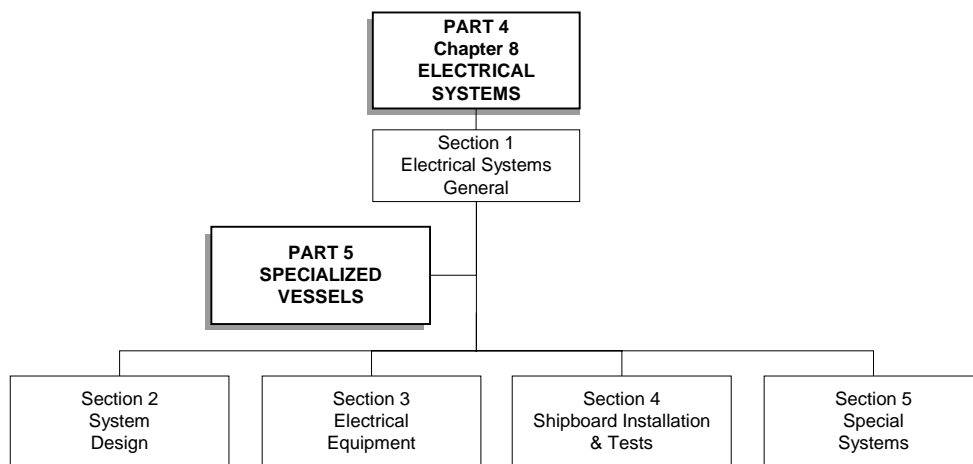 PART 4
Chapter 8
ELECTRICAL
SYSTEMS
Section 1
Electrical Systems
General
PART 5
SPECIALIZED
VESSELS
Section 2
System
Design
Section 3
Electrical
Equipment
Section 4
Shipboard Installation
& Tests
Section 5
Special
Systems